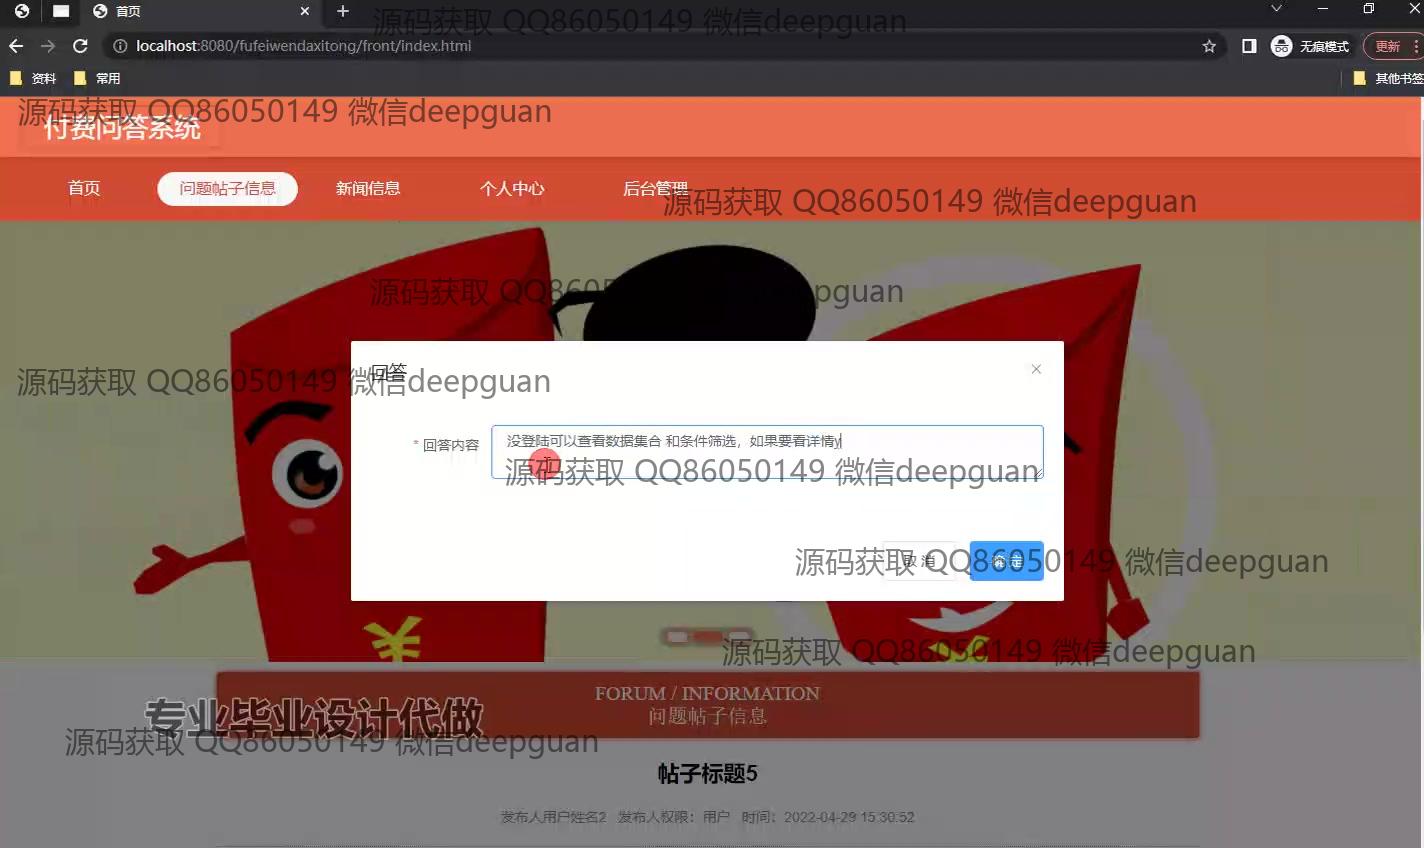 首页
源码获取 QQ86050149 微信deepguan
localhost:8080/fufeiwendaxitong/front/index.html
无痕模式
更新
资料
常用
其他书签
源码获取 QQ86050149 微信deepguan
付费问答系统
首页
问题帖子信息
新闻信息
个人中心
后台管理
源码获取 QQ86050149 微信deepguan
源码获取 QQ8605 pguan
回答
源码获取 QQ86050149 微信deepguan
* 回答内容
没登陆可以查看数据集合 和条件筛选，如果要看详情y
源码获取 QQ86050149 微信deepguan
取消
确定
源码获取 QQ86050149 微信deepguan
源码获取 QQ86050149 微信deepguan
FORUM / INFORMATION
问题帖子信息
专业毕业设计代做
源码获取 QQ86050149 微信deepguan
帖子标题5
发布人用户姓名2 发布人权限：用户 时间：2022-04-29 15:30:52